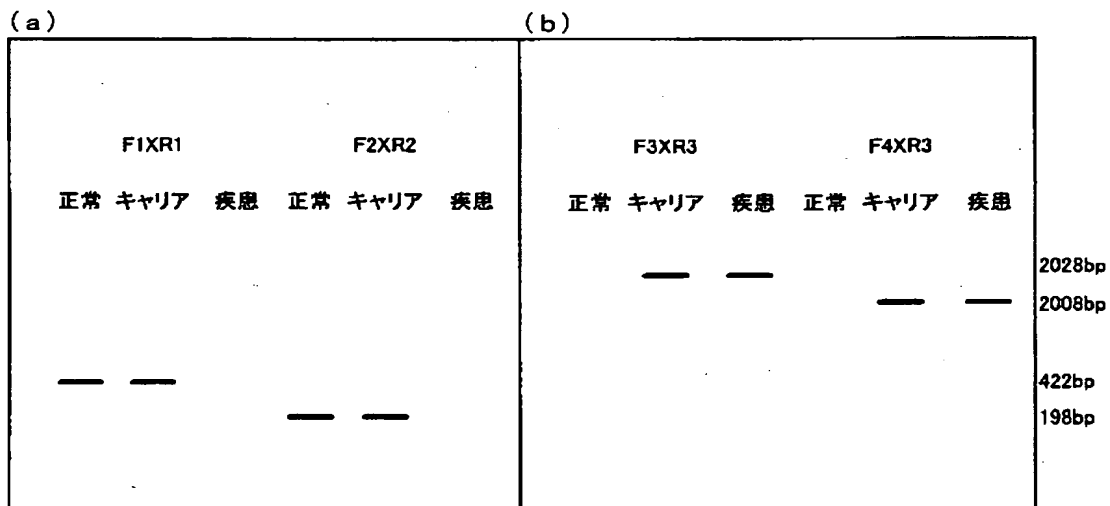 (a) (b)
F1XR1 F2XR2 F3XR3 F4XR3
正常 キャリア 疾患 正常 キャリア 疾患 正常 キャリア 疾患 正常 キャリア 疾患
2028bp
2008bp
422bp
198bp